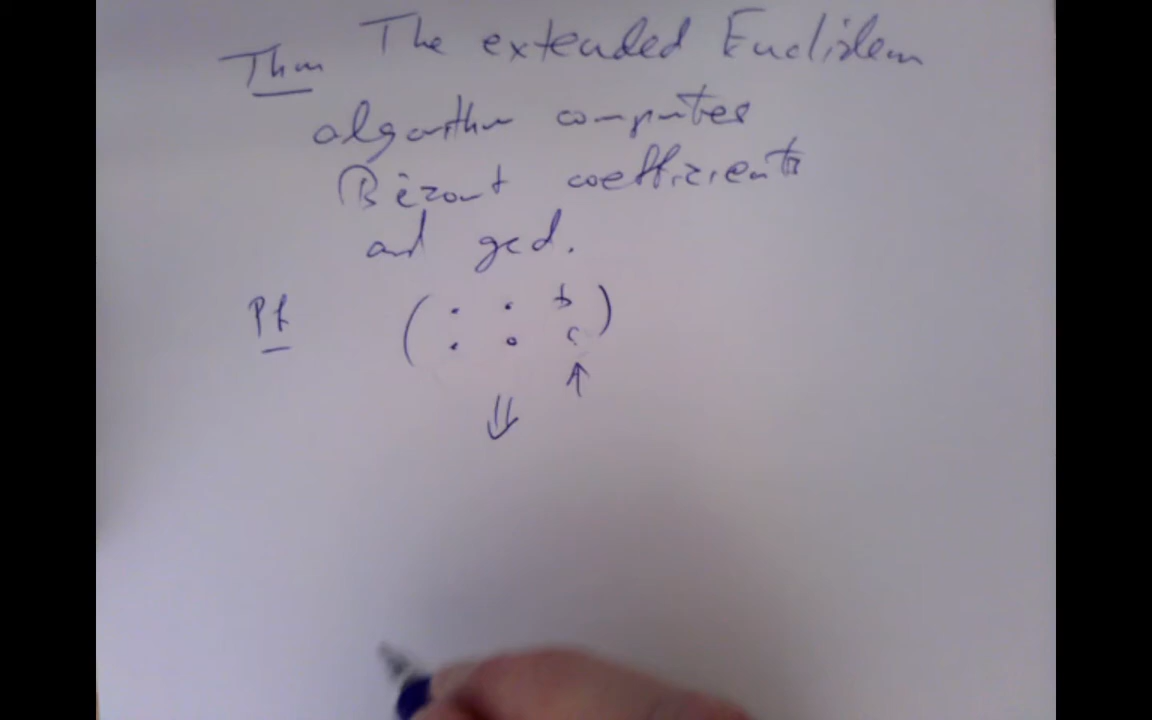 Thm The extended Euclidean
algorithm computes
Bézout coefficients
and gcd.
Pf ( . . b )
. . c
↑
⇓